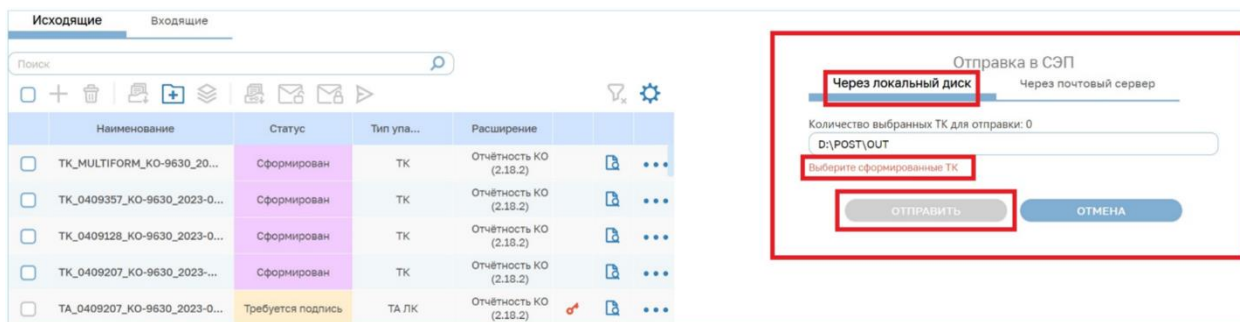 Исходящие Входящие
Поиск
Наименование Статус Тип упа... Расширение
TK_MULTIFORM_KO-9630_20... Сформирован ТК Отчётность КО (2.18.2)
TK_0409357_KO-9630_2023-0... Сформирован ТК Отчётность КО (2.18.2)
TK_0409128_KO-9630_2023-0... Сформирован ТК Отчётность КО (2.18.2)
TK_0409207_KO-9630_2023-... Сформирован ТК Отчётность КО (2.18.2)
TA_0409207_KO-9630_2023-0... Требуется подпись ТА ЛК Отчётность КО (2.18.2)
Отправка в СЭП
Через локальный диск Через почтовый сервер
Количество выбранных ТК для отправки: 0
D:\POST\OUT
Выберите сформированные ТК
ОТПРАВИТЬ ОТМЕНА